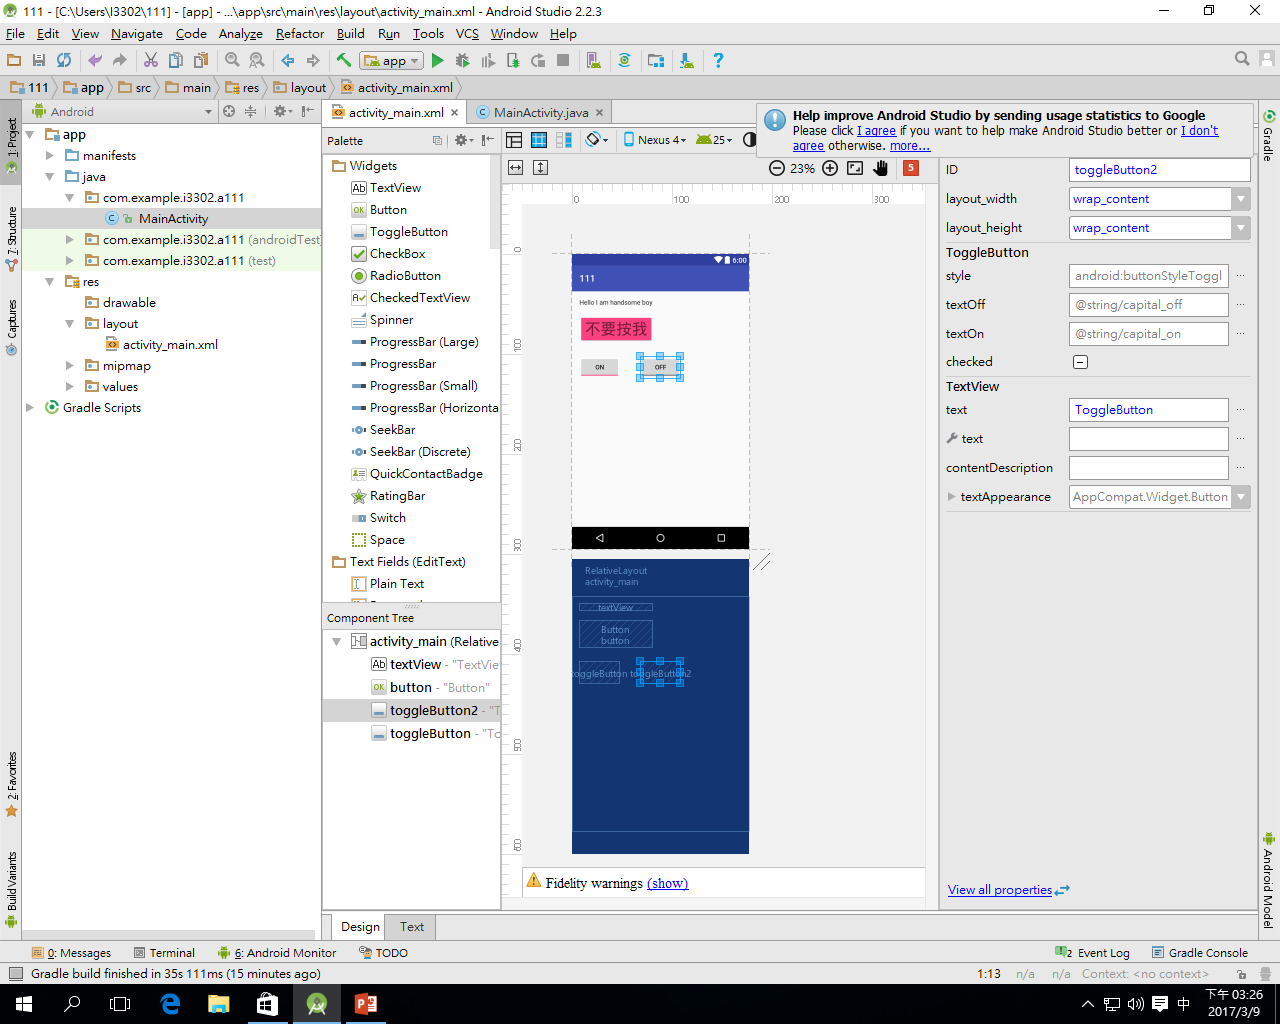 111 - [C:\Users\I3302\111] - [app] - ...\app\src\main\res\layout\activity_main.xml - Android Studio 2.2.3
File Edit View Navigate Code Analyze Refactor Build Run Tools VCS Window Help
app
111 app src main res layout activity_main.xml
1: Project
7: Structure
Captures
2: Favorites
Build Variants
Android
app
manifests
java
com.example.i3302.a111
MainActivity
com.example.i3302.a111 (androidTest
com.example.i3302.a111 (test)
res
drawable
layout
activity_main.xml
mipmap
values
Gradle Scripts
activity_main.xml
MainActivity.java
Palette
Widgets
TextView
Button
ToggleButton
CheckBox
RadioButton
CheckedTextView
Spinner
ProgressBar (Large)
ProgressBar
ProgressBar (Small)
ProgressBar (Horizonta
SeekBar
SeekBar (Discrete)
QuickContactBadge
RatingBar
Switch
Space
Text Fields (EditText)
Plain Text
Component Tree
activity_main (Relative
textView - "TextVie
button - "Button"
toggleButton2 - "T
toggleButton - "To
Nexus 4
25
23%
5
0 100 200 300
0
100
200
300
400
500
600
6:00
111
Hello I am handsome boy
不要按我
ON
OFF
RelativeLayout
activity_main
textView
Button
button
toggleButton toggleButton2
Fidelity warnings (show)
Design Text
Help improve Android Studio by sending usage statistics to Google
Please click I agree if you want to help make Android Studio better or I don't
agree otherwise. more...
ID toggleButton2
layout_width wrap_content
layout_height wrap_content
ToggleButton
style android:buttonStyleToggl
textOff @string/capital_off
textOn @string/capital_on
checked
TextView
text ToggleButton
text
contentDescription
textAppearance AppCompat.Widget.Button
View all properties
Gradle
Android Model
0: Messages Terminal 6: Android Monitor TODO
2 Event Log Gradle Console
Gradle build finished in 35s 111ms (15 minutes ago)
1:13 n/a n/a Context: <no context>
中
下午 03:26
2017/3/9